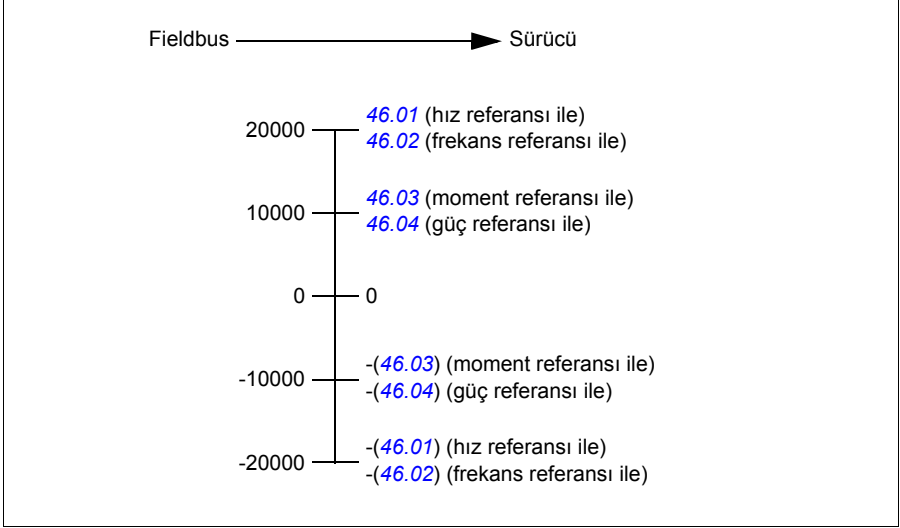 Fieldbus Sürücü
46.01 (hız referansı ile)
20000
46.02 (frekans referansı ile)
46.03 (moment referansı ile)
10000
46.04 (güç referansı ile)
0 0
-(46.03) (moment referansı ile)
-10000
-(46.04) (güç referansı ile)
-(46.01) (hız referansı ile)
-20000
-(46.02) (frekans referansı ile)